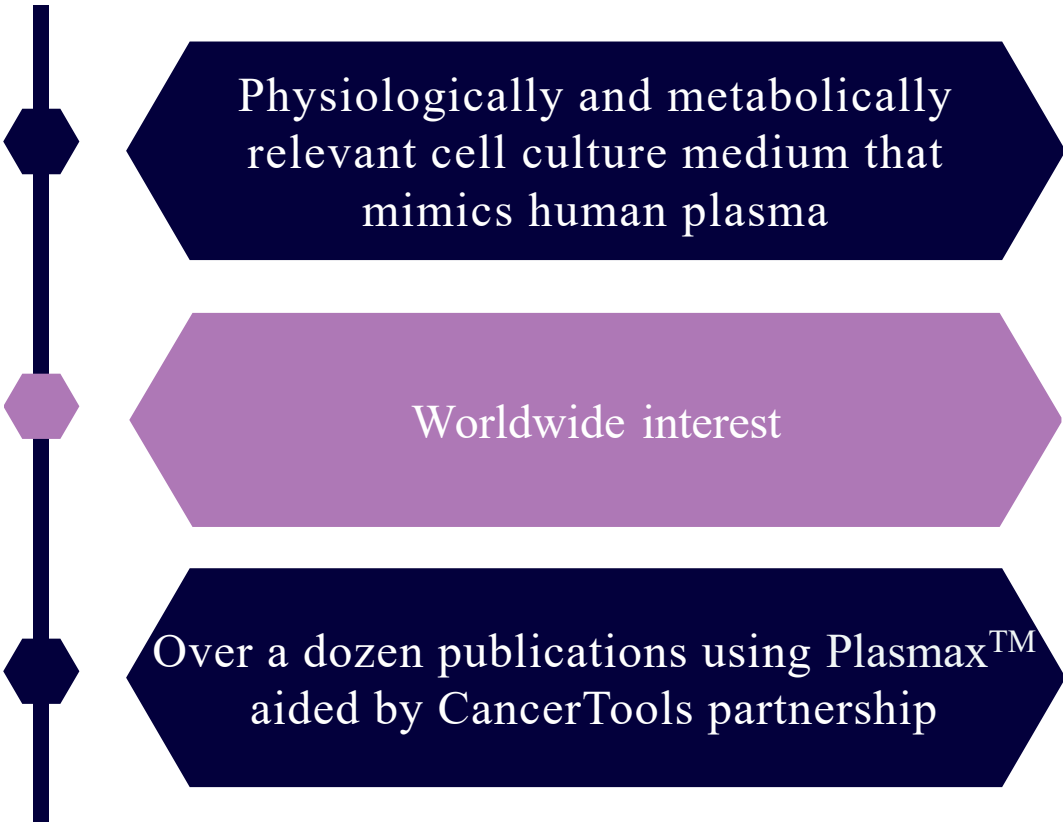 Physiologically and metabolically
relevant cell culture medium that
mimics human plasma
Worldwide interest
Over a dozen publications using Plasmax™
aided by CancerTools partnership